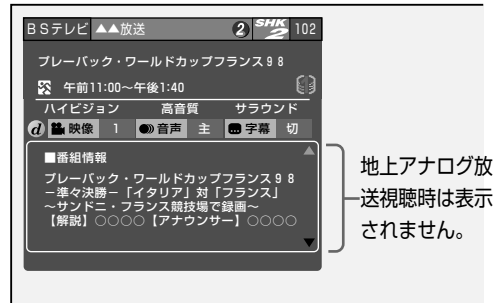 BSテレビ ▲▲放送 2 SHK 2 102
プレーバック・ワールドカップフランス98
午前11:00～午後1:40
ハイビジョン 高音質 サラウンド
d 映像 1 音声 主 字幕 切
■番組情報
プレーバック・ワールドカップフランス98
－準々決勝－「イタリア」対「フランス」
～サンドニ・フランス競技場で録画～
【解説】○○○○【アナウンサー】○○○○
地上アナログ放
送視聴時は表示
されません。